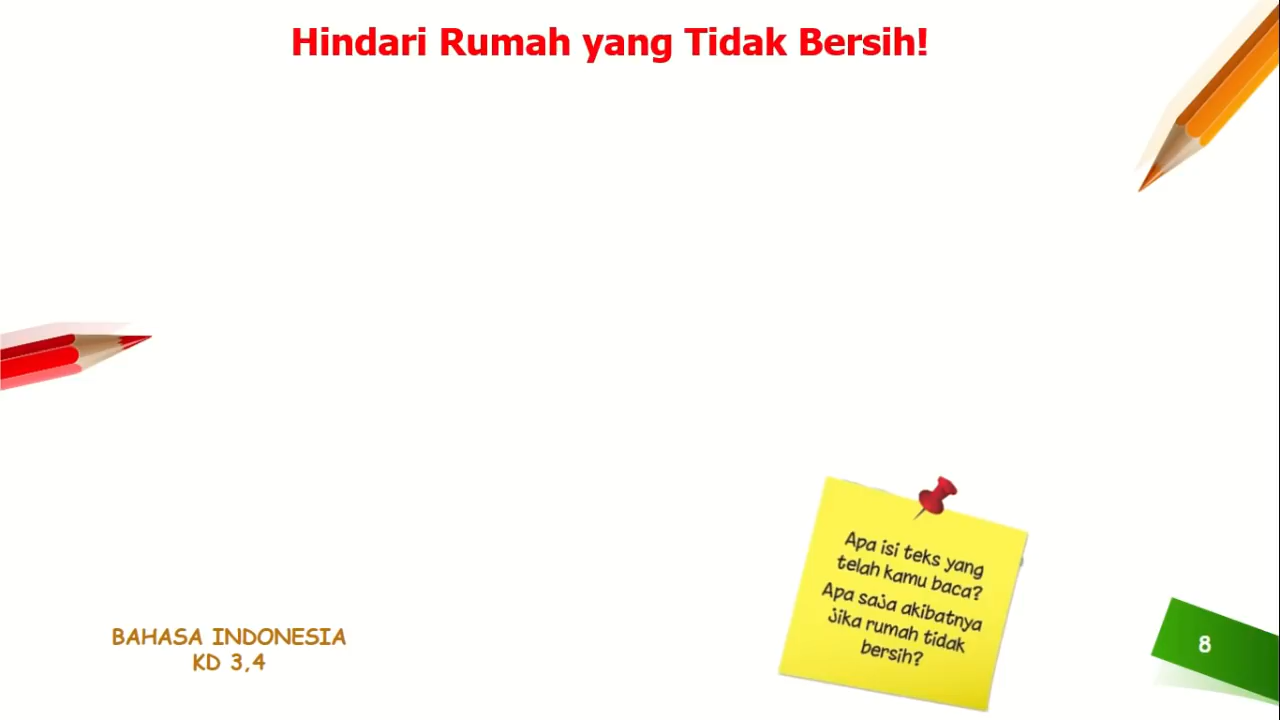 Hindari Rumah yang Tidak Bersih!
Apa isi teks yang
telah kamu baca?
Apa saja akibatnya
jika rumah tidak
bersih?
BAHASA INDONESIA
KD 3,4
8